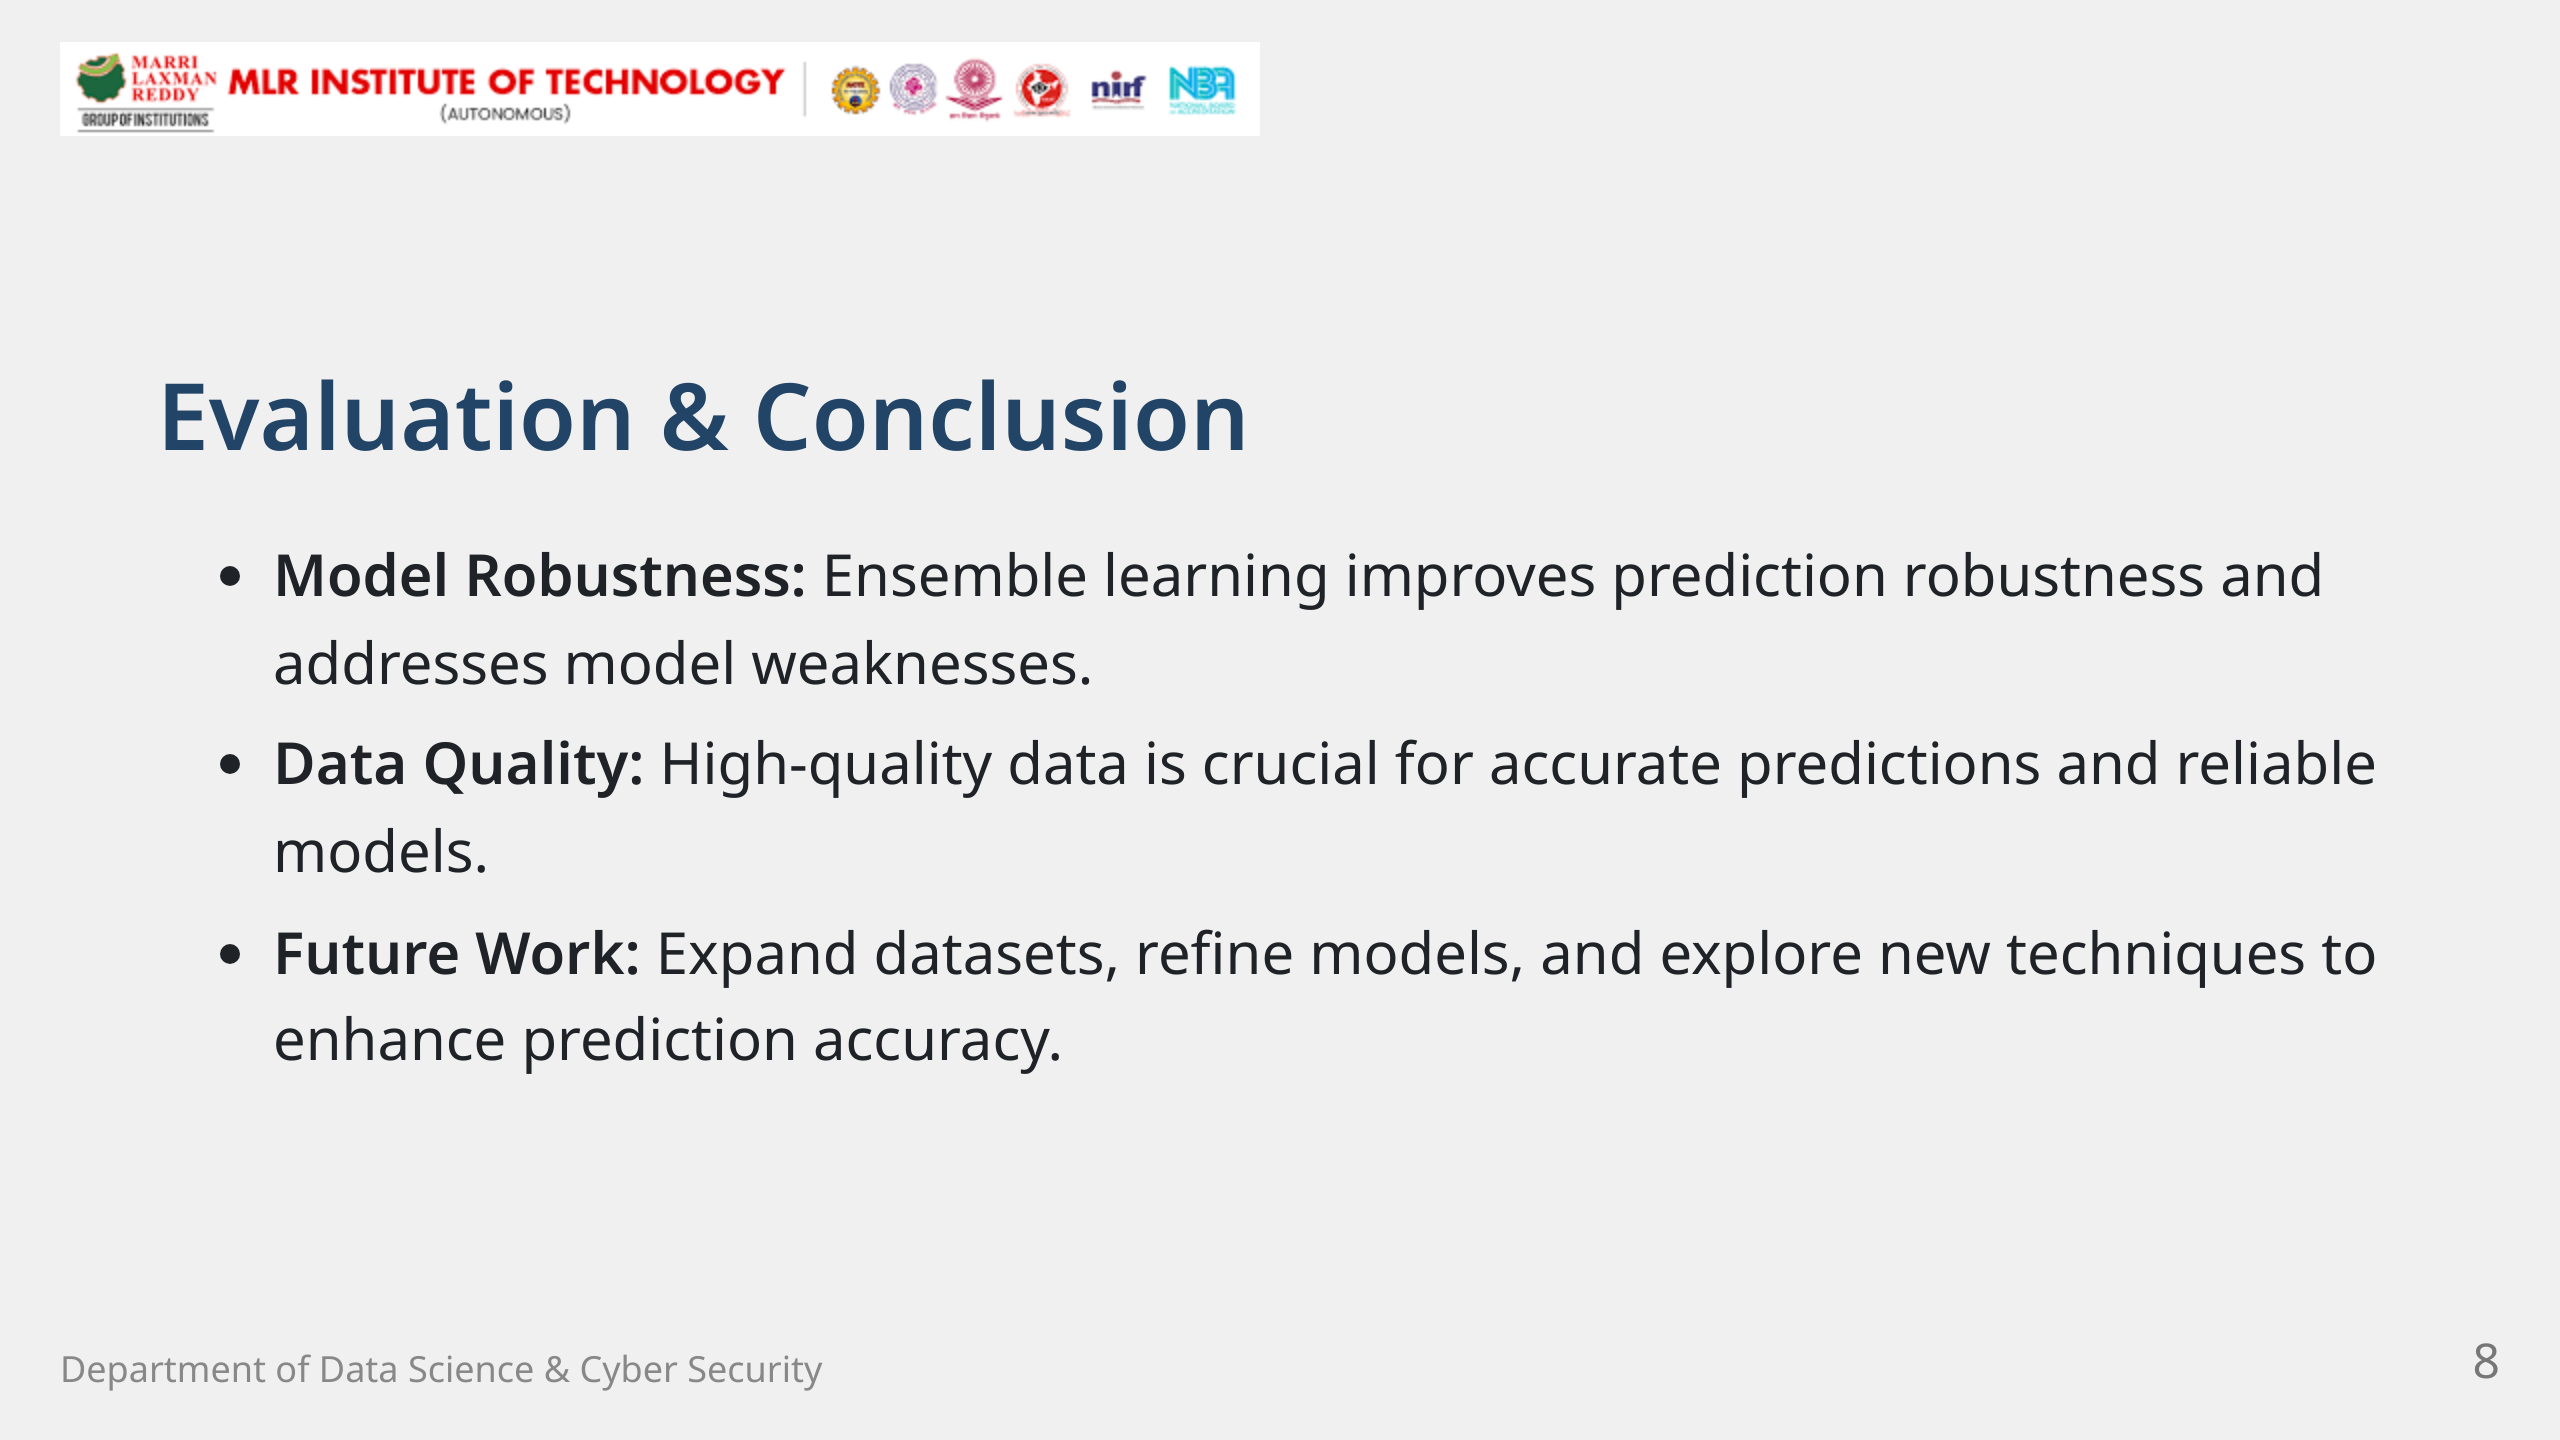 MARRI
LAXMAN
REDDY
GROUP OF INSTITUTIONS
MLR INSTITUTE OF TECHNOLOGY
(AUTONOMOUS)
nirf
NBA
Evaluation & Conclusion
• Model Robustness: Ensemble learning improves prediction robustness and
addresses model weaknesses.
• Data Quality: High-quality data is crucial for accurate predictions and reliable
models.
• Future Work: Expand datasets, refine models, and explore new techniques to
enhance prediction accuracy.
Department of Data Science & Cyber Security
8